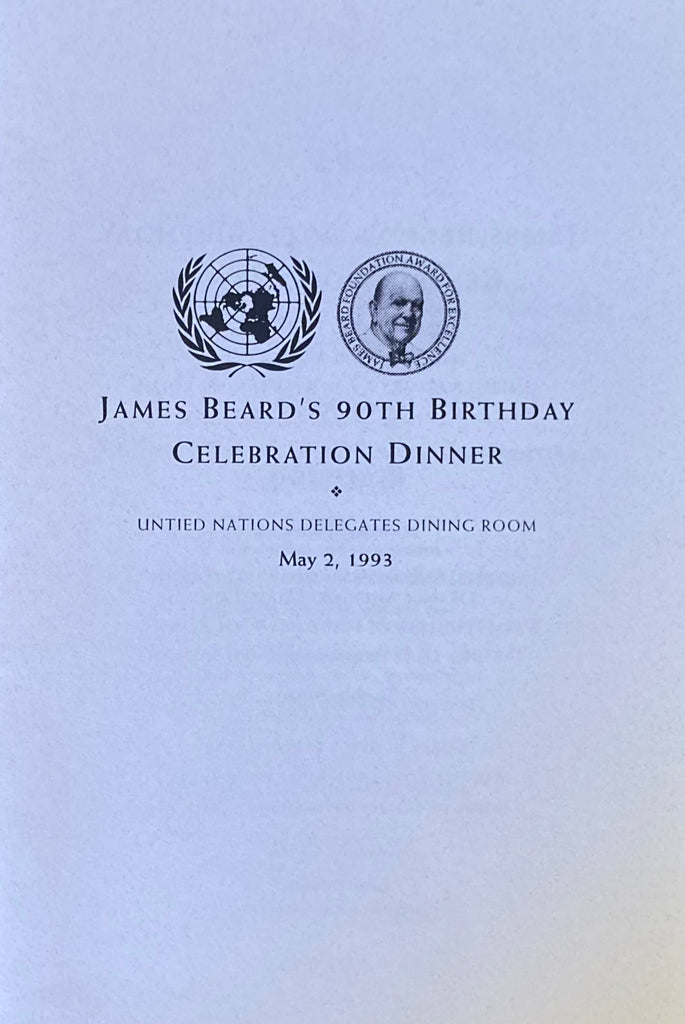 JAMES BEARD FOUNDATION AWARD FOR EXCELLENCE
JAMES BEARD'S 90TH BIRTHDAY
CELEBRATION DINNER
UNTIED NATIONS DELEGATES DINING ROOM
May 2, 1993